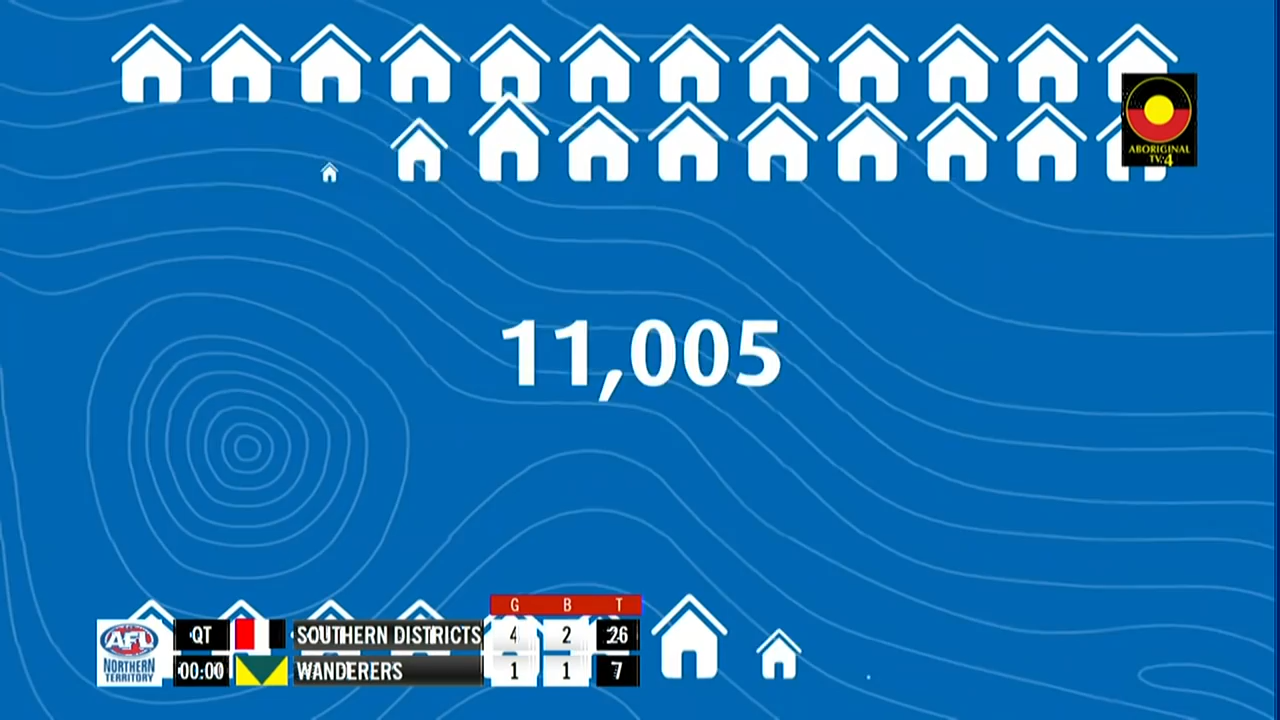 ABORIGINAL
TV:4
11,005
G B T
AFL QT SOUTHERN DISTRICTS 4 2 26
NORTHERN TERRITORY 00:00 WANDERERS 1 1 7